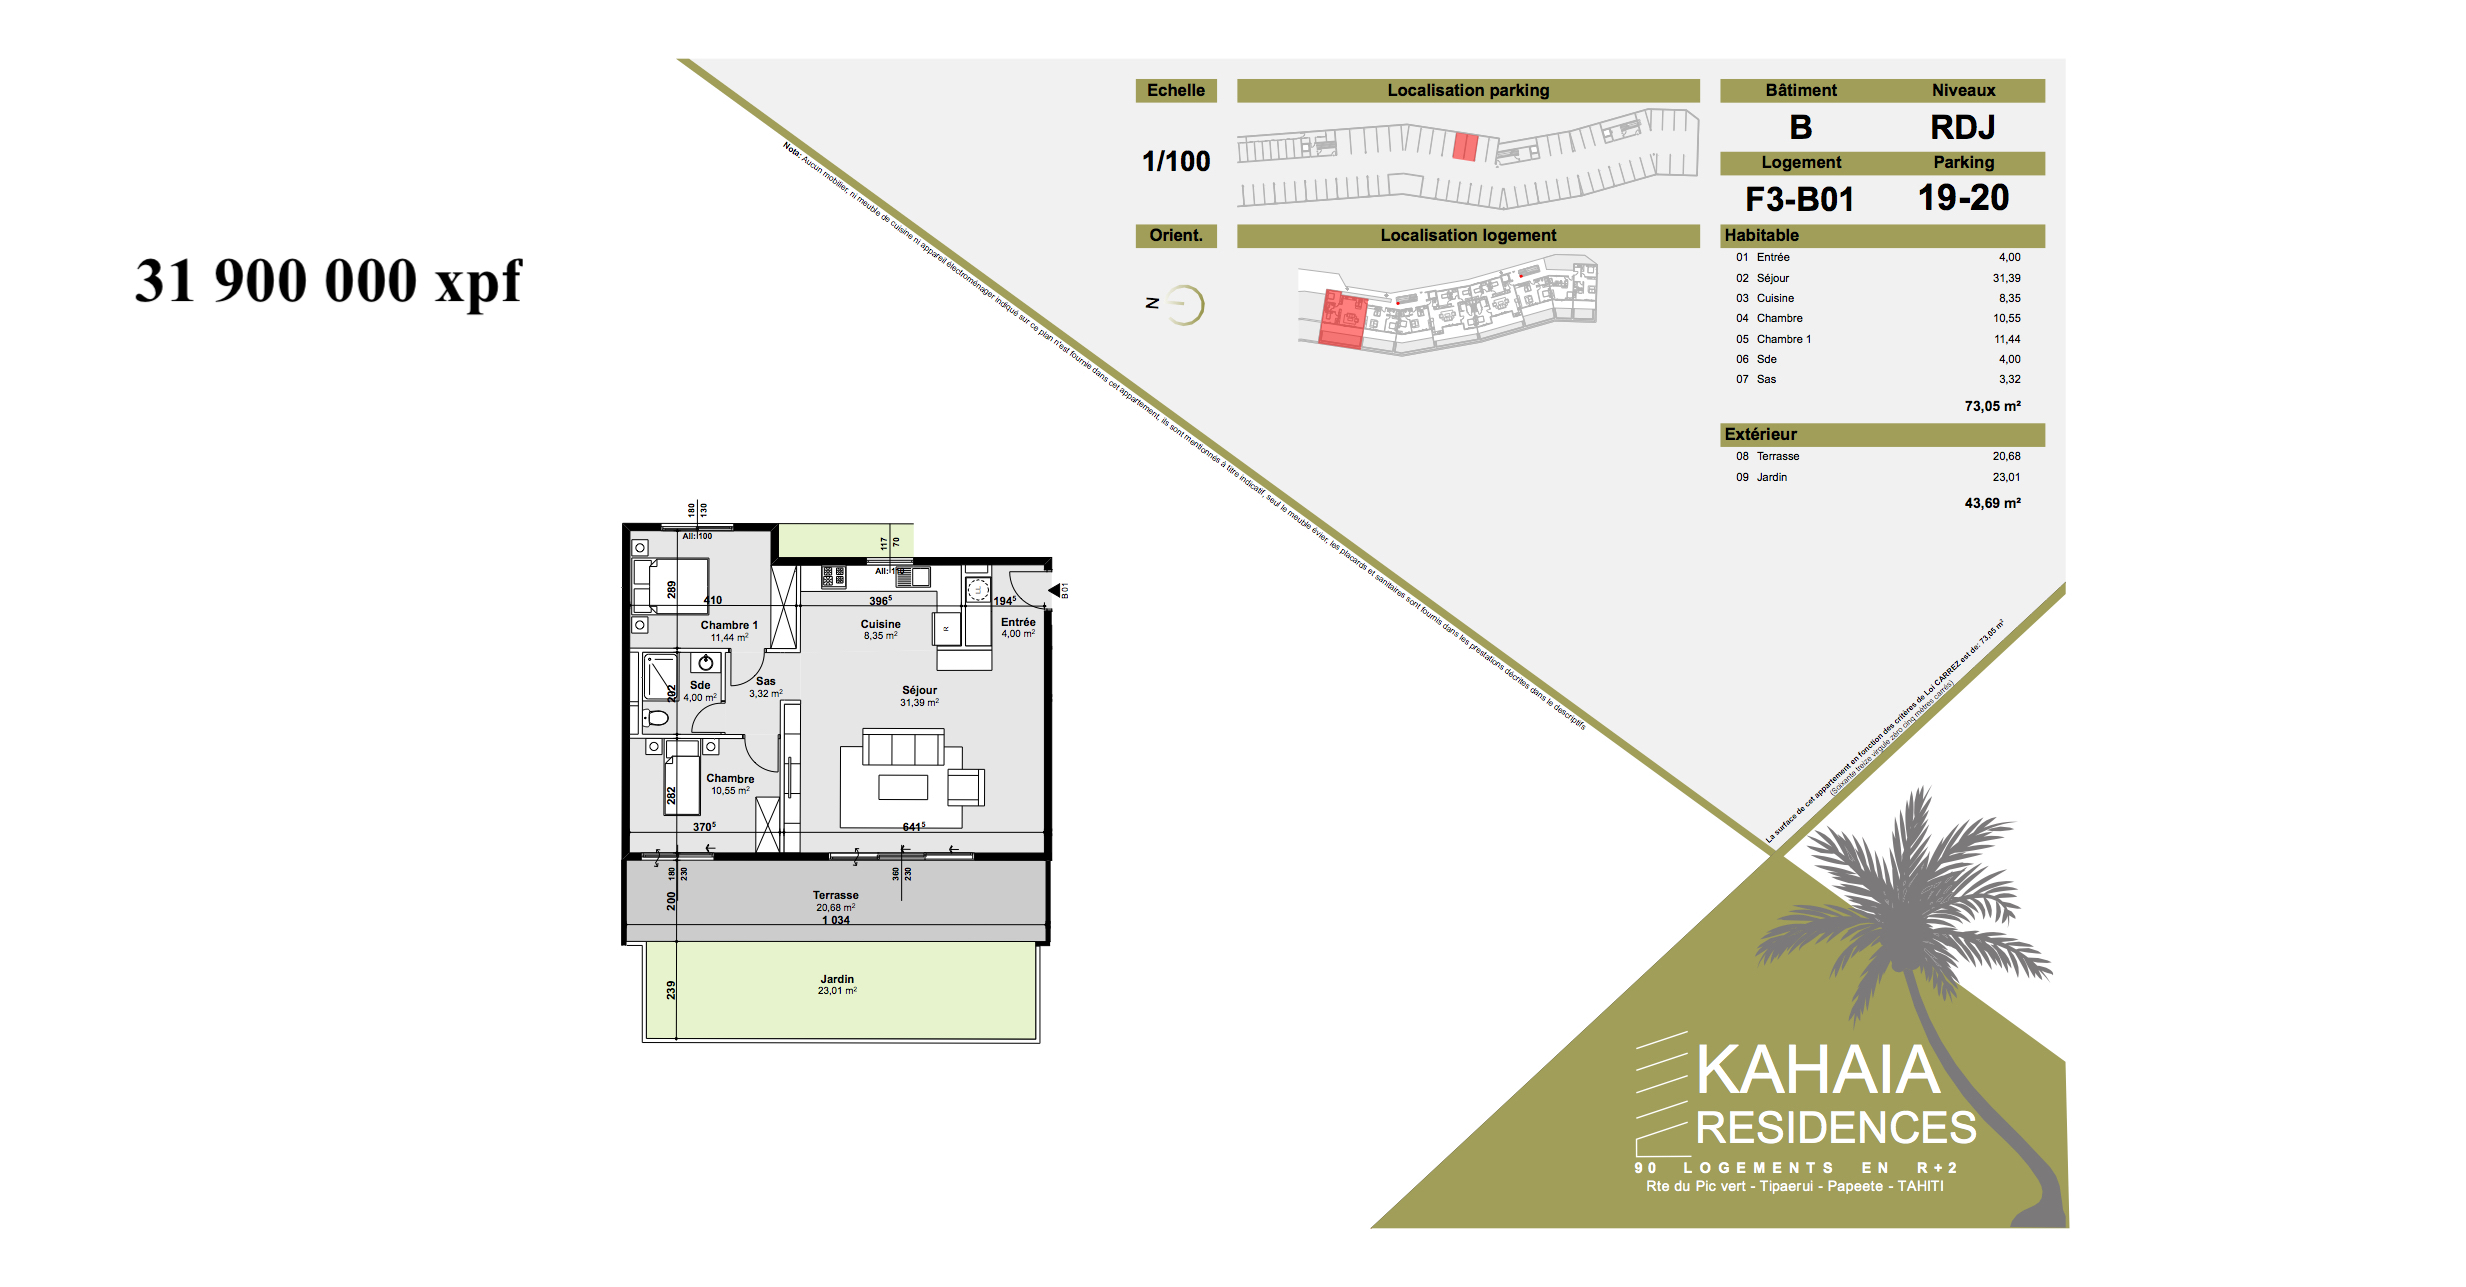 31 900 000 xpf
Echelle
1/100
Localisation parking
Bâtiment Niveaux
B RDJ
Logement Parking
F3-B01 19-20
Orient.
N
Localisation logement
Habitable
01 Entrée 4,00
02 Séjour 31,39
03 Cuisine 8,35
04 Chambre 10,55
05 Chambre 1 11,44
06 Sde 4,00
07 Sas 3,32
73,05 m²
Extérieur
08 Terrasse 20,68
09 Jardin 23,01
43,69 m²
Nota: Aucun mobilier, ni meuble de cuisine ni appareil électroménager indiqué sur ce plan n'est fournie dans cet appartement, ils sont mentionnés à titre indicatif, seul le meuble évier, les placards et sanitaires sont fournis dans les prestations décrites dans le descriptifs
La surface de cet appartement en fonction des critères de Loi CARREZ est de: 73,05 m²
(Soixante treize virgule zéro cinq mètres carrés)
180
130
All: 100
117
70
289
410
396⁵
194⁵
B01
R
Chambre 1
11,44 m²
Cuisine
8,35 m²
Entrée
4,00 m²
202
Sde
4,00 m²
Sas
3,32 m²
Séjour
31,39 m²
282
Chambre
10,55 m²
370⁵
641⁵
180
230
360
230
200
Terrasse
20,68 m²
1 034
239
Jardin
23,01 m²
KAHAIA
RESIDENCES
90 LOGEMENTS EN R+2
Rte du Pic vert - Tipaerui - Papeete - TAHITI